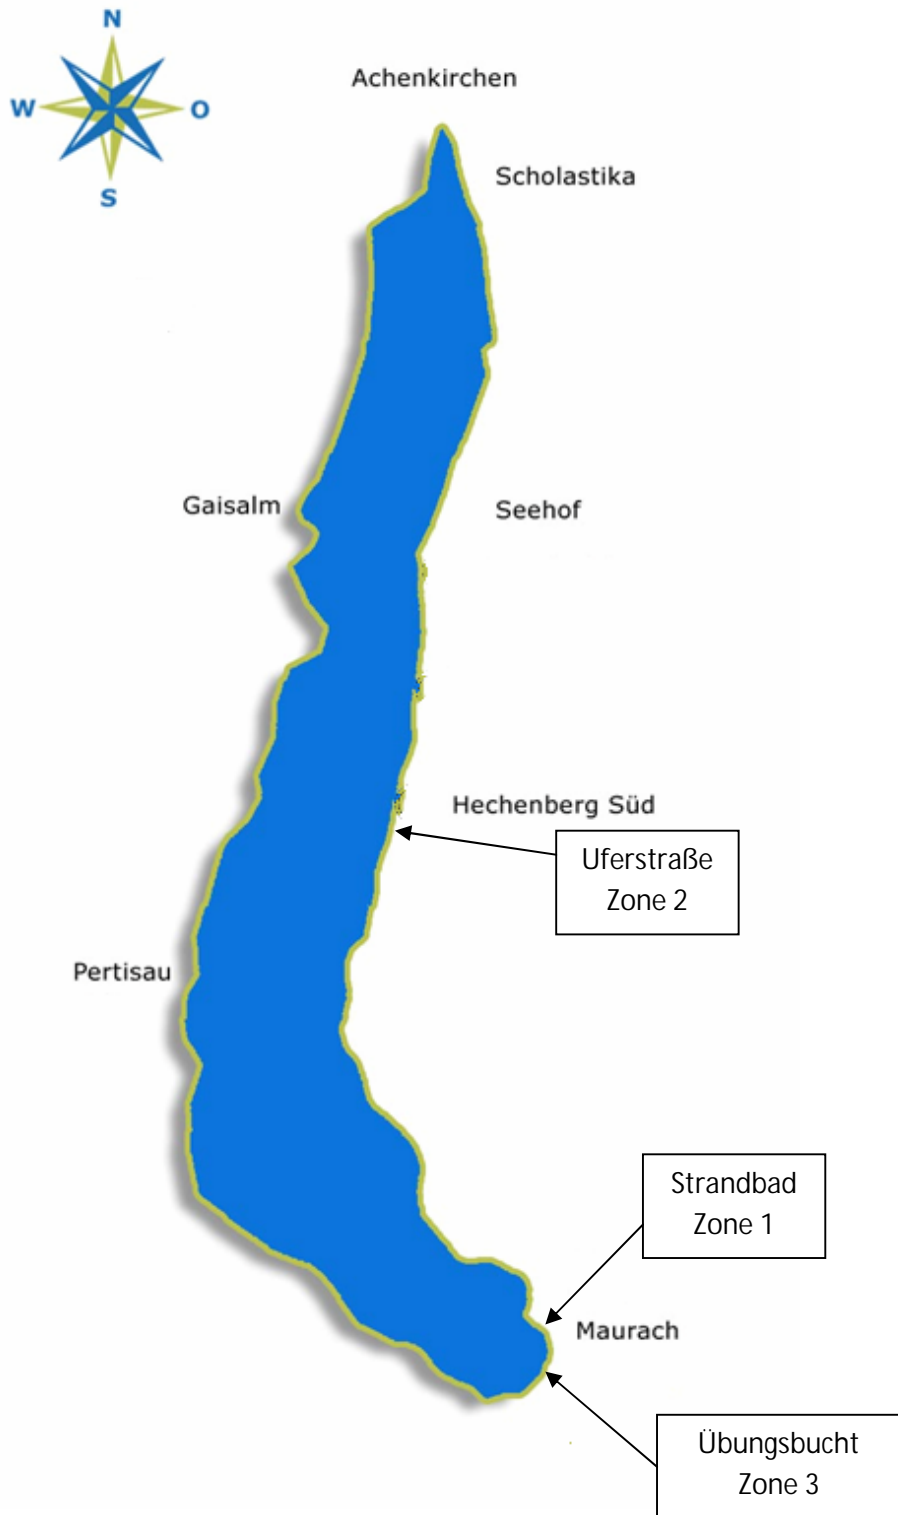 N
W
O
S
Achenkirchen
Scholastika
Gaisalm
Seehof
Hechenberg Süd
Uferstraße
Zone 2
Pertisau
Strandbad
Zone 1
Maurach
Übungsbucht
Zone 3